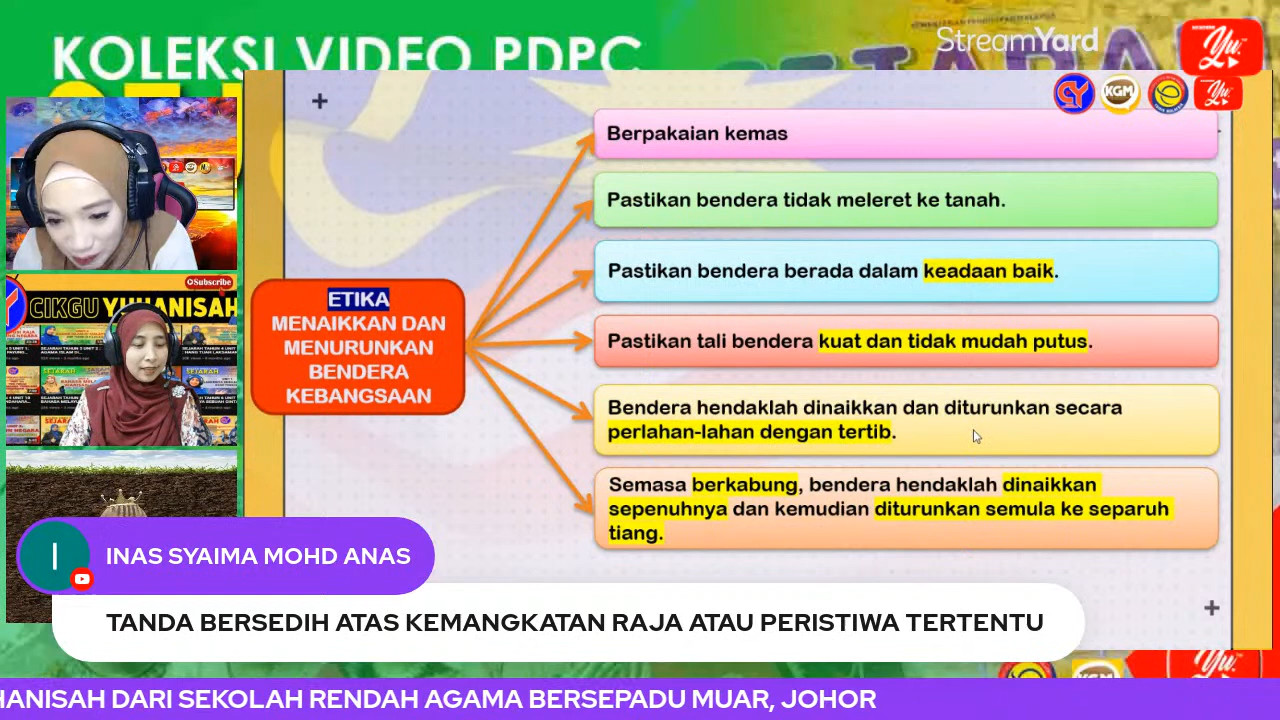 KOLEKSI VIDEO PDPC
StreamYard
KGM
Subscribe
CIKGU YUHANISAH
Berpakaian kemas
Pastikan bendera tidak meleret ke tanah.
Pastikan bendera berada dalam keadaan baik.
Pastikan tali bendera kuat dan tidak mudah putus.
Bendera hendaklah dinaikkan dan diturunkan secara
perlahan-lahan dengan tertib.
Semasa berkabung, bendera hendaklah dinaikkan
sepenuhnya dan kemudian diturunkan semula ke separuh
tiang.
ETIKA
MENAIKKAN DAN
MENURUNKAN
BENDERA
KEBANGSAAN
I
INAS SYAIMA MOHD ANAS
TANDA BERSEDIH ATAS KEMANGKATAN RAJA ATAU PERISTIWA TERTENTU
HANISAH DARI SEKOLAH RENDAH AGAMA BERSEPADU MUAR, JOHOR